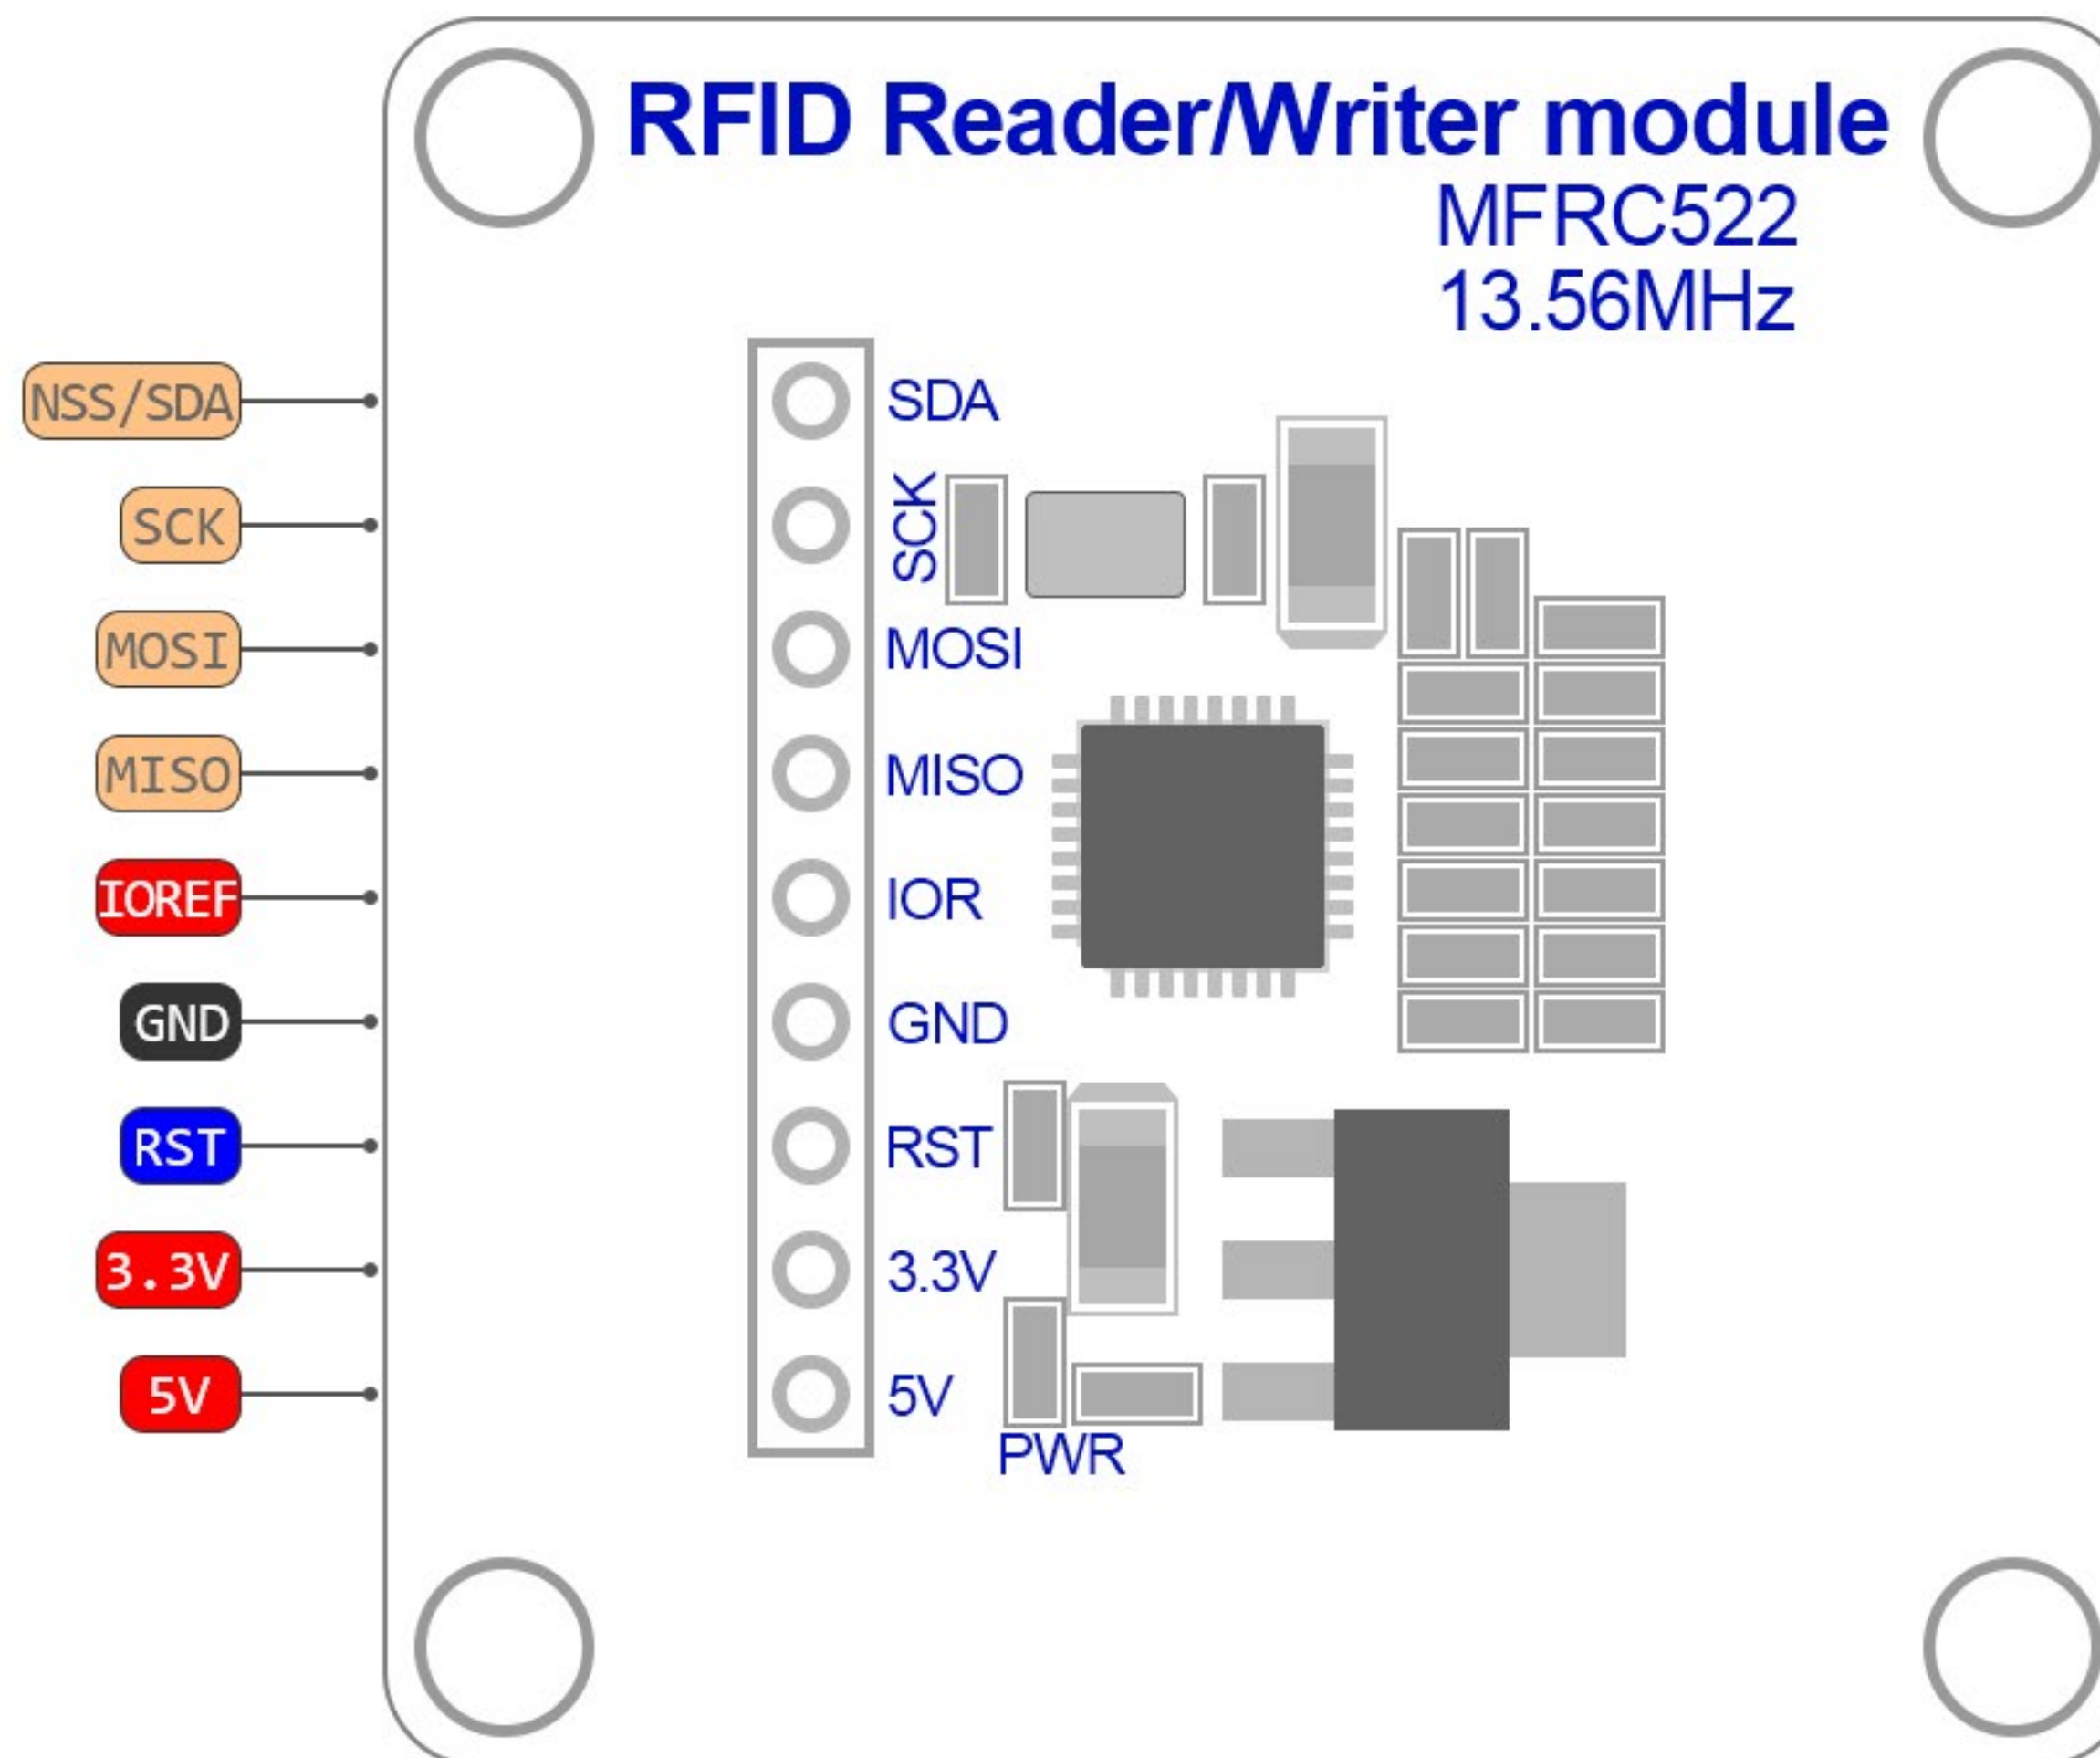 RFID Reader/Writer module
MFRC522
13.56MHz
NSS/SDA SDA
SCK SCK
MOSI MOSI
MISO MISO
IOREF IOR
GND GND
RST RST
3.3V 3.3V
5V 5V
PWR